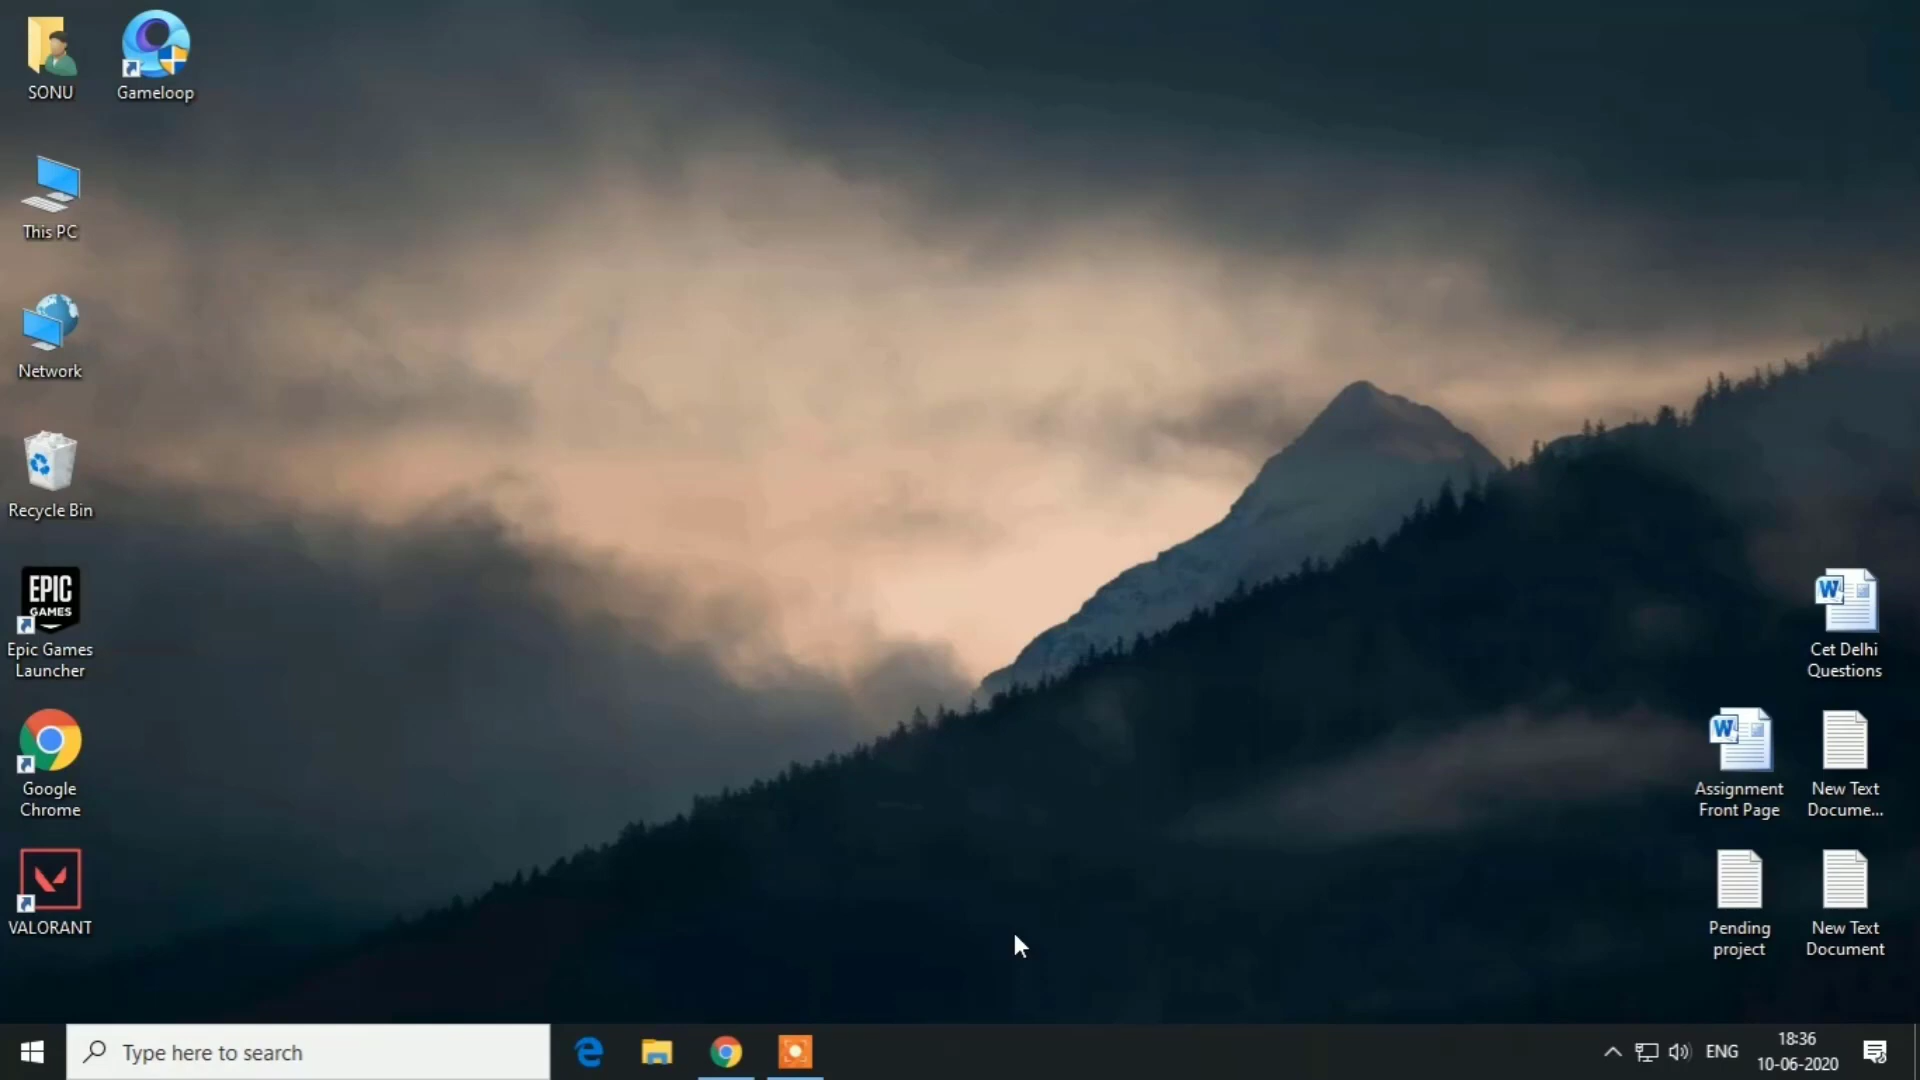 SONU
Gameloop
This PC
Network
Recycle Bin
EPIC
GAMES
Epic Games
Launcher
Google
Chrome
VALORANT
Cet Delhi
Questions
Assignment
Front Page
New Text
Docume...
Pending
project
New Text
Document
Type here to search
ENG
18:36
10-06-2020